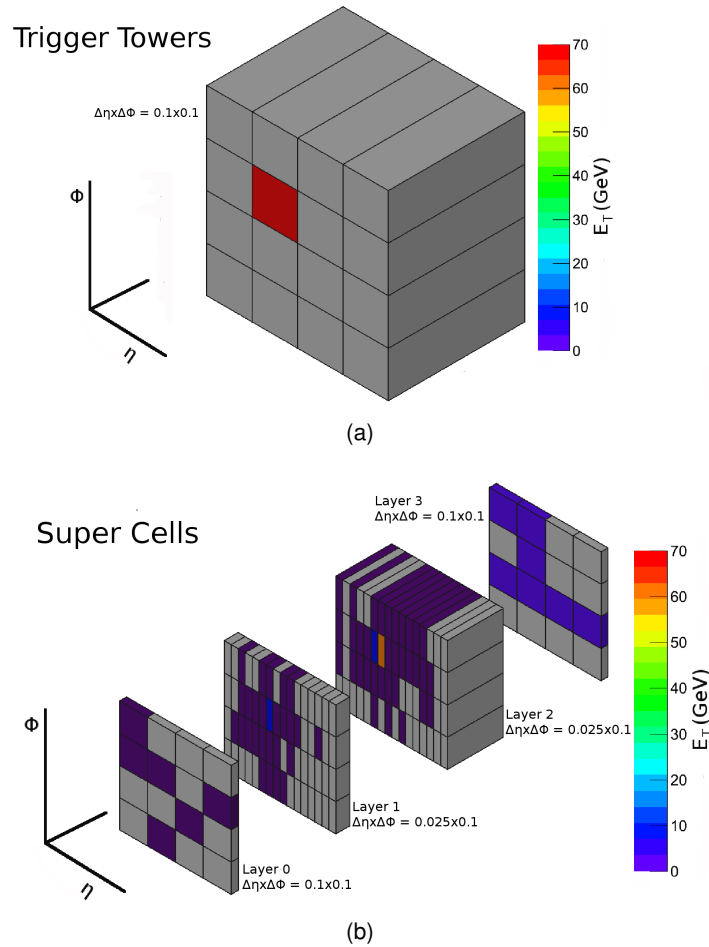 Trigger Towers
ΔηxΔΦ = 0.1x0.1
Φ
η
70
60
50
40
30
20
10
0
E_T (GeV)
(a)
Super Cells
Layer 3
ΔηxΔΦ = 0.1x0.1
Layer 2
ΔηxΔΦ = 0.025x0.1
Layer 1
ΔηxΔΦ = 0.025x0.1
Layer 0
ΔηxΔΦ = 0.1x0.1
Φ
η
70
60
50
40
30
20
10
0
E_T (GeV)
(b)